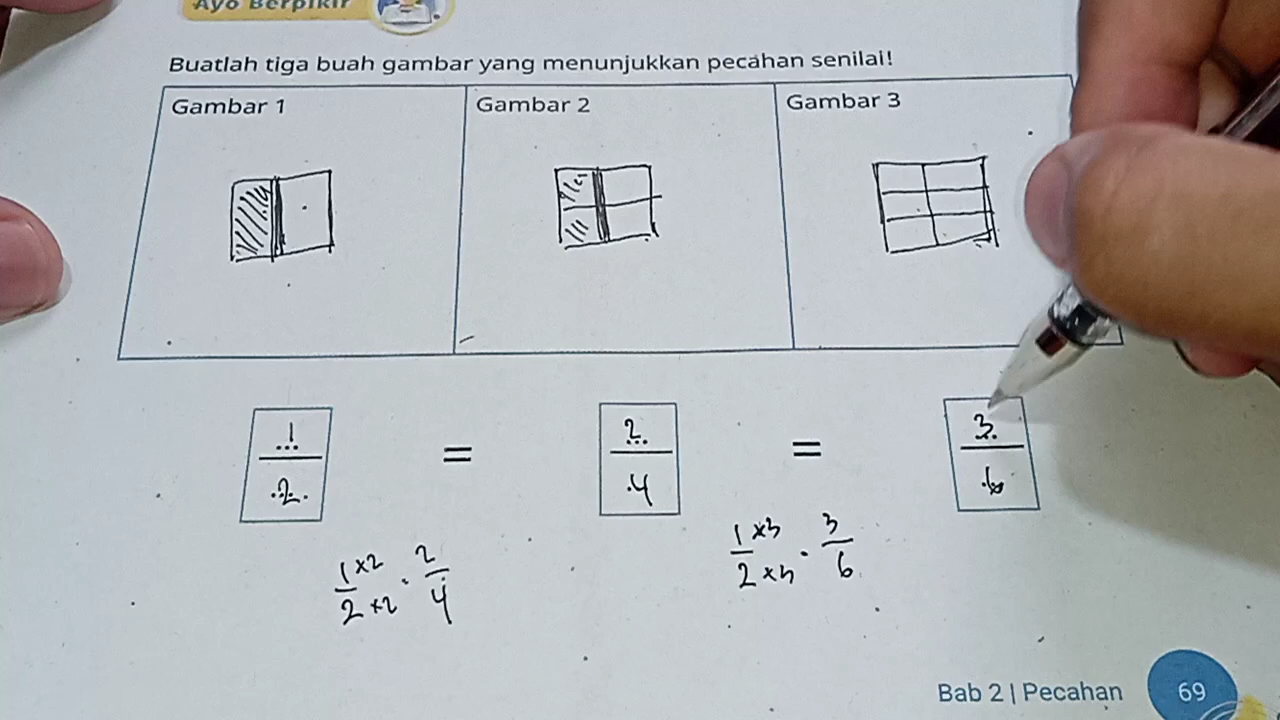 Ayo Berpikir
Buatlah tiga buah gambar yang menunjukkan pecahan senilai!
Gambar 1
Gambar 2
Gambar 3
1
2
=
2
4
=
3
6
1 ×2
2 ×2
2
4
1 ×3
2 ×3
3
6
Bab 2 | Pecahan 69